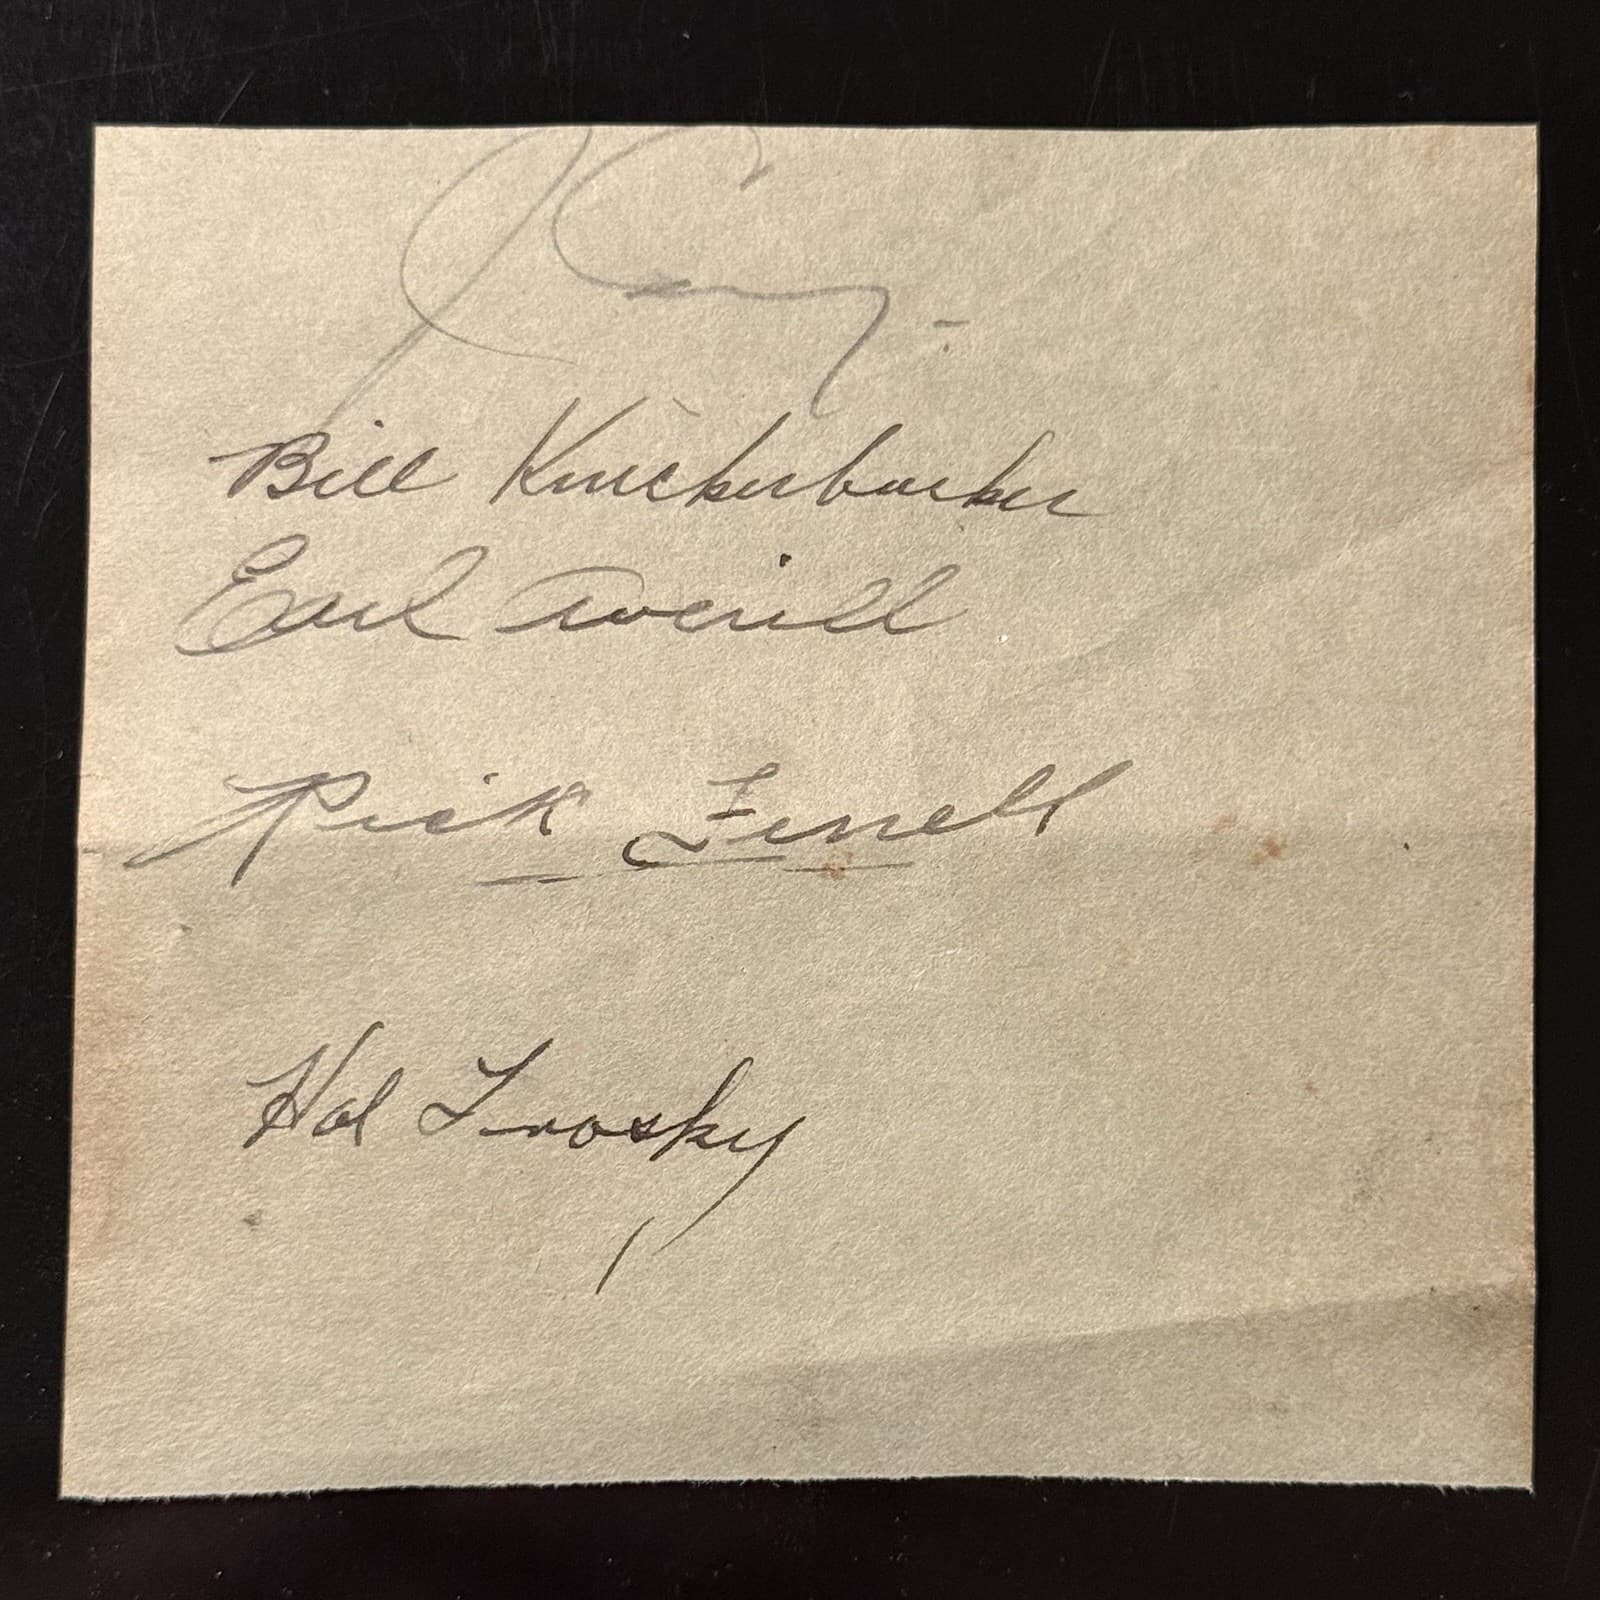 Bill Knickerbocker
Earl Averill
Rick Ferrell
Hal Trosky